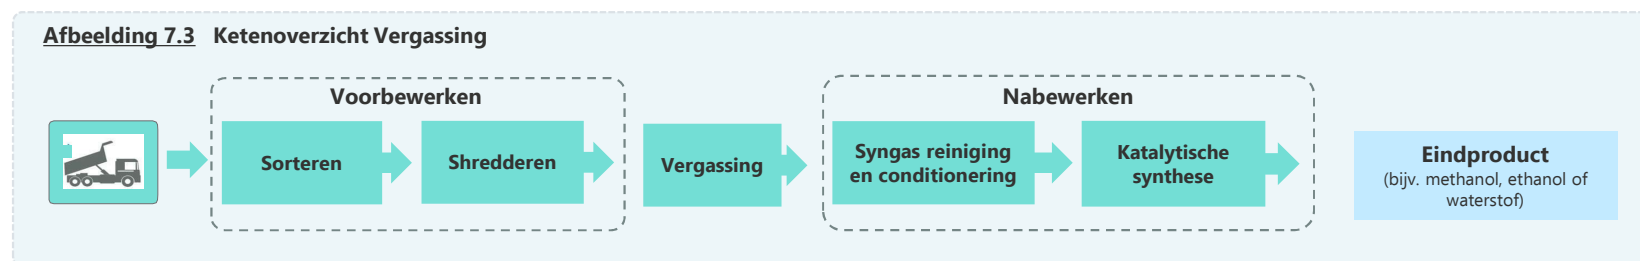 Afbeelding 7.3 Ketenoverzicht Vergassing
Voorbewerken
Sorteren
Shredderen
Vergassing
Nabewerken
Syngas reiniging
en conditionering
Katalytische
synthese
Eindproduct
(bijv. methanol, ethanol of
waterstof)